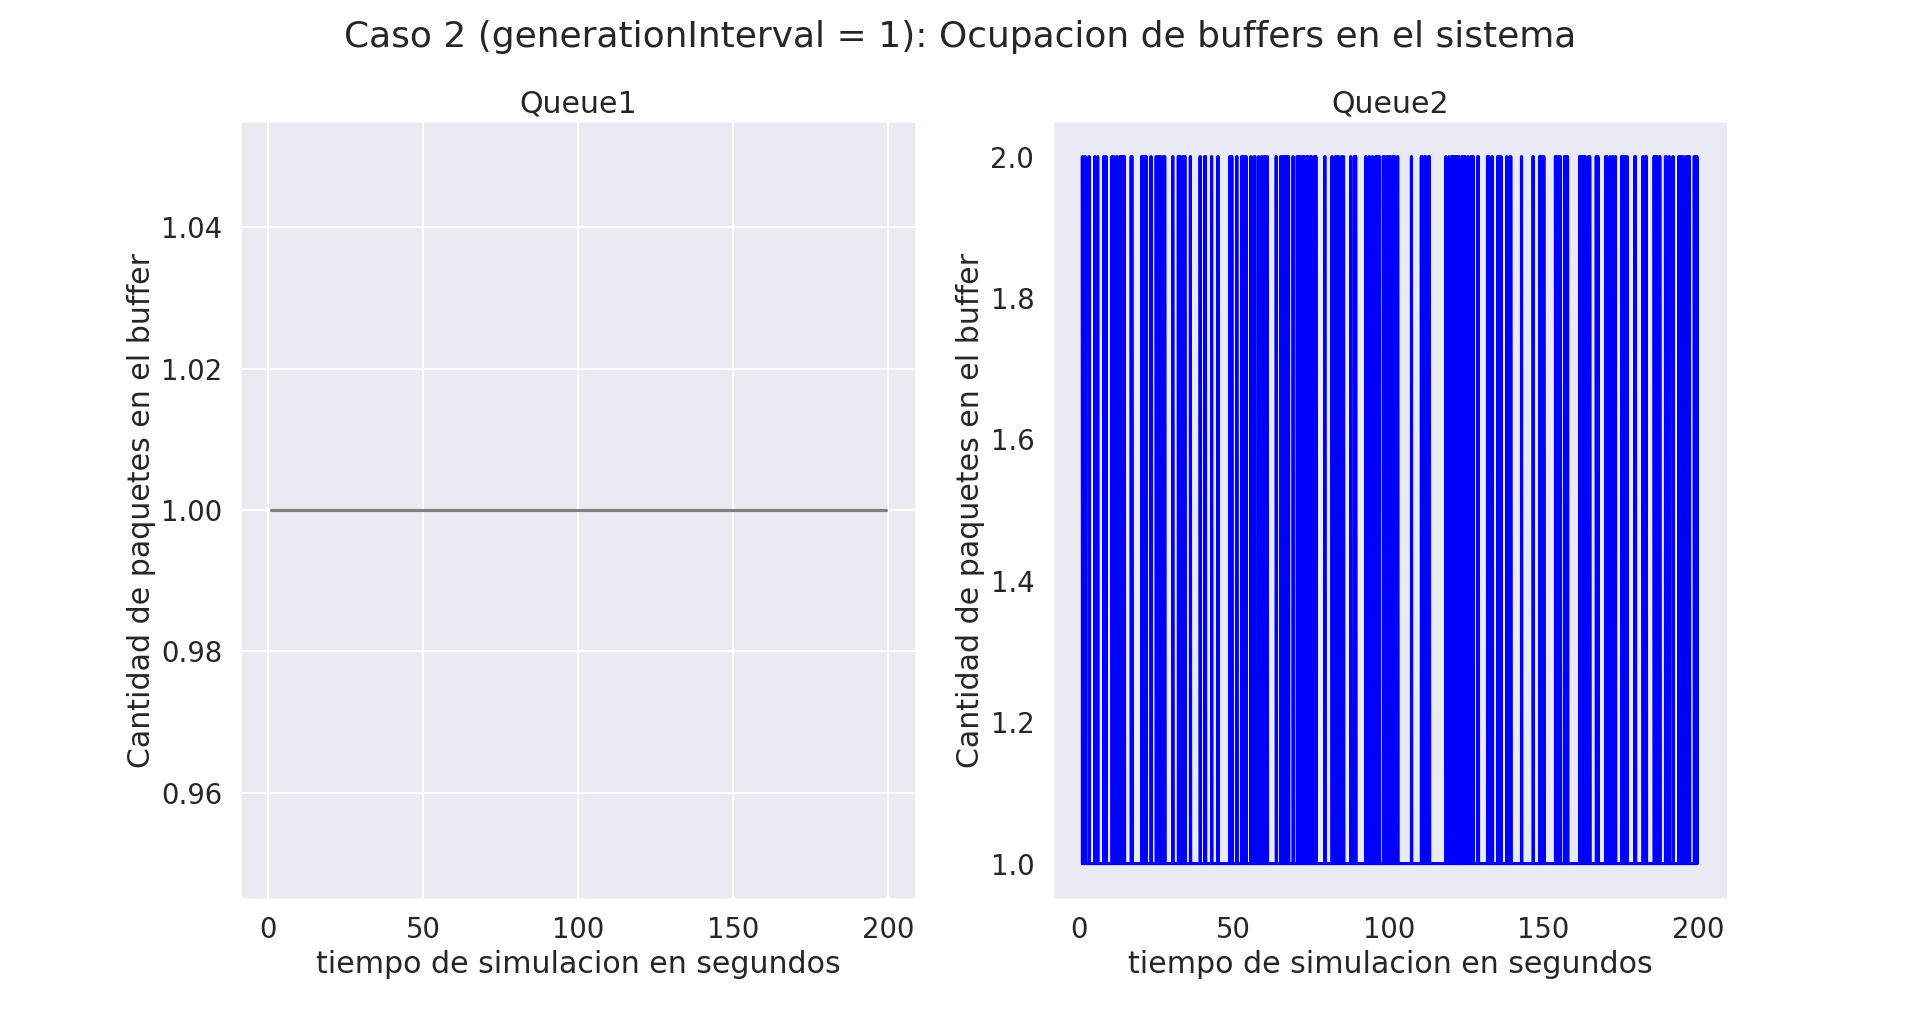 Caso 2 (generationInterval = 1): Ocupacion de buffers en el sistema
Queue1
Cantidad de paquetes en el buffer
1.04
1.02
1.00
0.98
0.96
0 50 100 150 200
tiempo de simulacion en segundos
Queue2
Cantidad de paquetes en el buffer
2.0
1.8
1.6
1.4
1.2
1.0
0 50 100 150 200
tiempo de simulacion en segundos